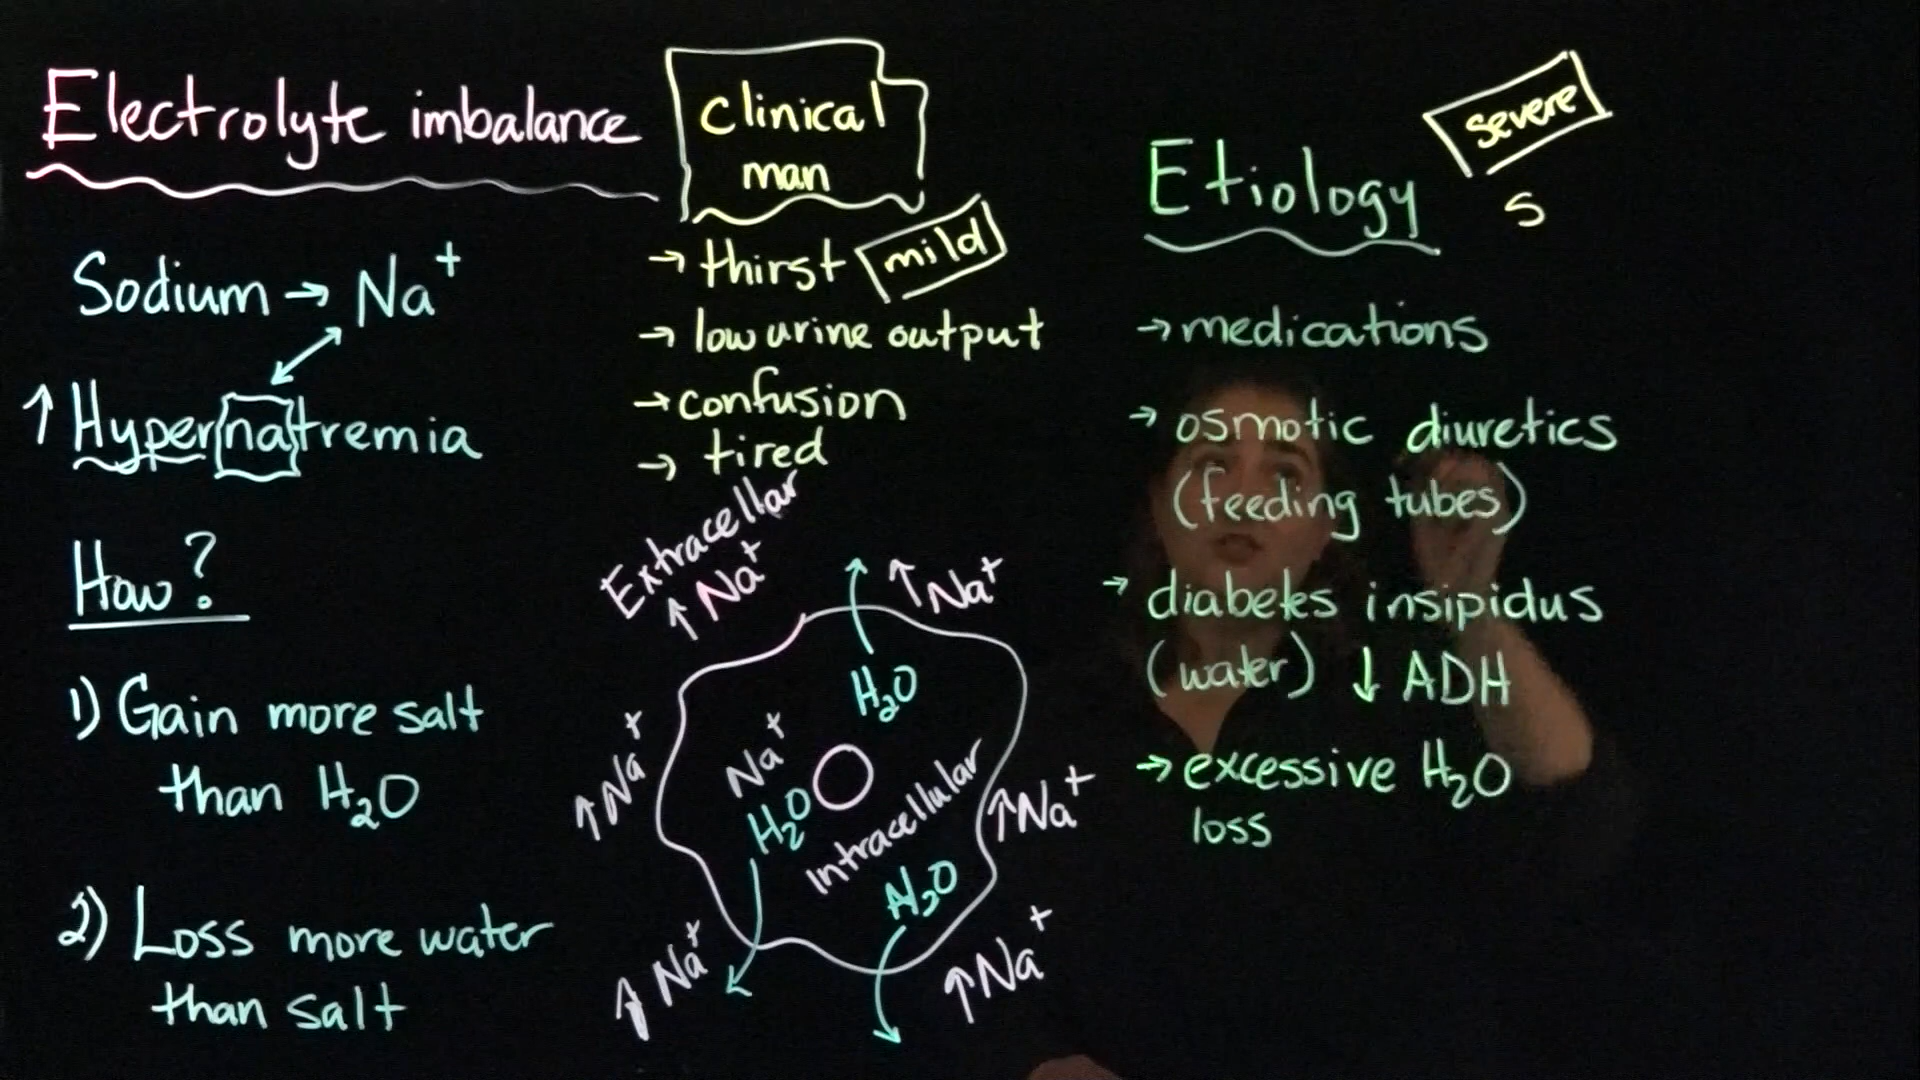 Electrolyte imbalance
Sodium → Na⁺
↑ Hypernatremia
How?
1) Gain more salt
than H₂O
2) Loss more water
than salt
clinical
man
→ thirst mild
→ low urine output
→ confusion
→ tired
Extracellar
↑ Na⁺
↑ Na⁺
H₂O
↑ Na⁺
Na⁺
H₂O
Intracellular
↑ Na⁺
H₂O
↑ Na⁺
↑ Na⁺
Etiology
→ medications
→ osmotic diuretics
(feeding tubes)
→ diabetes insipidus
(water) ↓ ADH
→ excessive H₂O
loss
severe
S